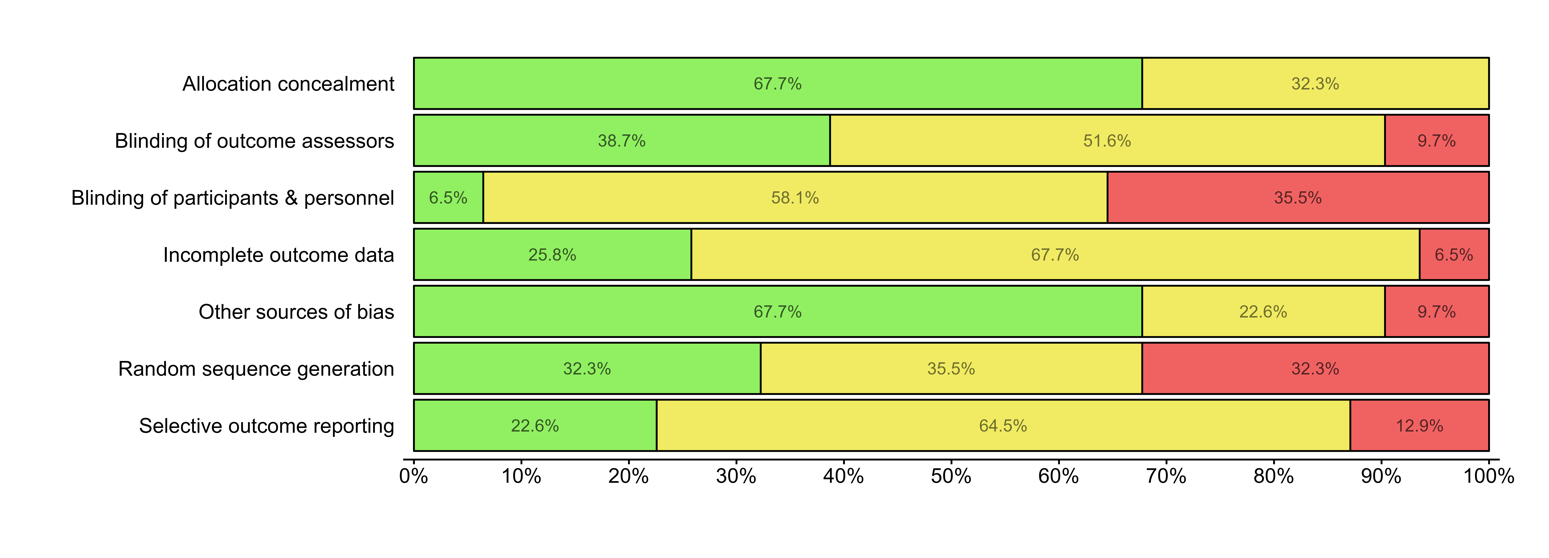 Allocation concealment 67.7% 32.3%
Blinding of outcome assessors 38.7% 51.6% 9.7%
Blinding of participants & personnel 6.5% 58.1% 35.5%
Incomplete outcome data 25.8% 67.7% 6.5%
Other sources of bias 67.7% 22.6% 9.7%
Random sequence generation 32.3% 35.5% 32.3%
Selective outcome reporting 22.6% 64.5% 12.9%
0% 10% 20% 30% 40% 50% 60% 70% 80% 90% 100%